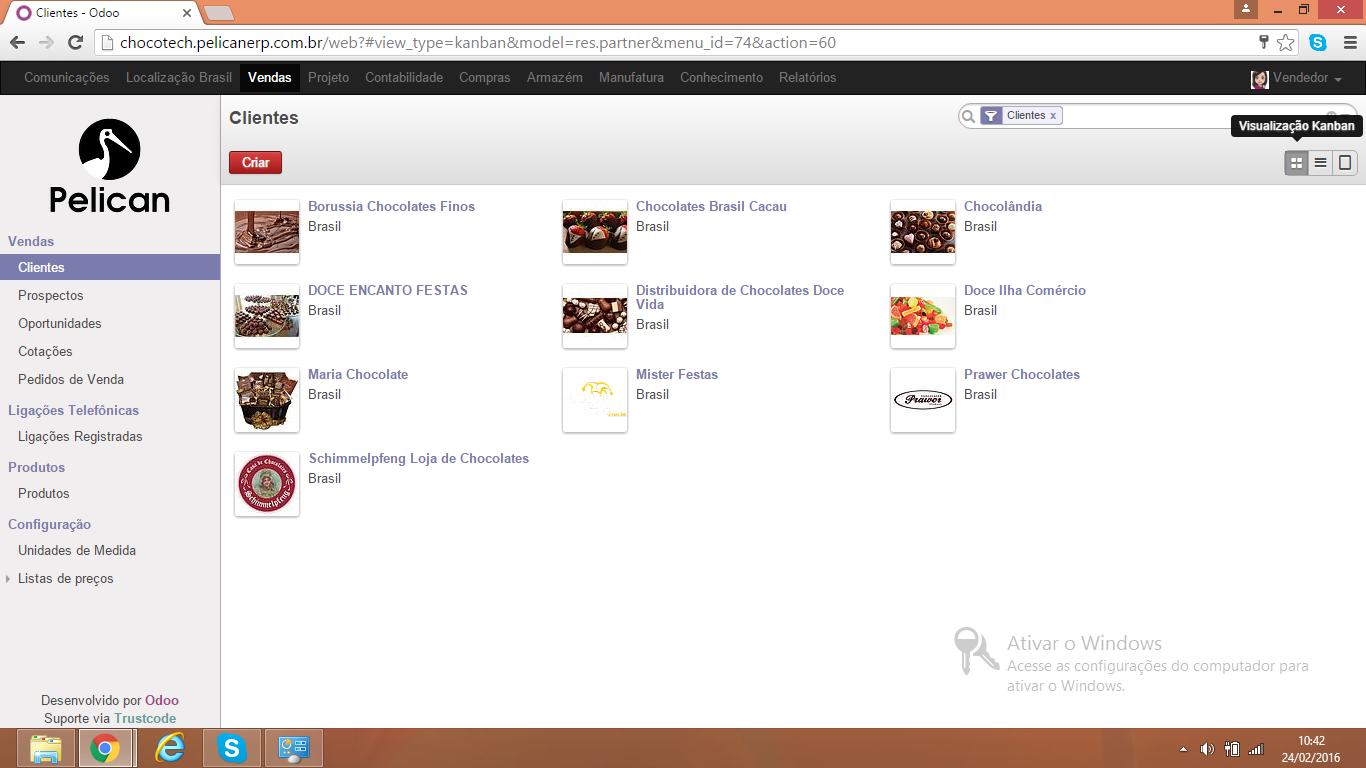 Clientes - Odoo
chocotech.pelicanerp.com.br/web?#view_type=kanban&model=res.partner&menu_id=74&action=60
Comunicações Localização Brasil Vendas Projeto Contabilidade Compras Armazém Manufatura Conhecimento Relatórios Vendedor
Pelican
Vendas
Clientes
Prospectos
Oportunidades
Cotações
Pedidos de Venda
Ligações Telefônicas
Ligações Registradas
Produtos
Produtos
Configuração
Unidades de Medida
Listas de preços
Desenvolvido por Odoo
Suporte via Trustcode
Clientes
Clientes x
Visualização Kanban
Criar
Borussia Chocolates Finos
Brasil
Chocolates Brasil Cacau
Brasil
Chocolândia
Brasil
DOCE ENCANTO FESTAS
Brasil
Distribuidora de Chocolates Doce
Vida
Brasil
Doce Ilha Comércio
Brasil
Maria Chocolate
Brasil
Mister Festas
Brasil
Prawer
Prawer Chocolates
Brasil
Casa de Chocolates
Schimmelpfeng
Schimmelpfeng Loja de Chocolates
Brasil
Ativar o Windows
Acesse as configurações do computador para
ativar o Windows.
10:42
24/02/2016